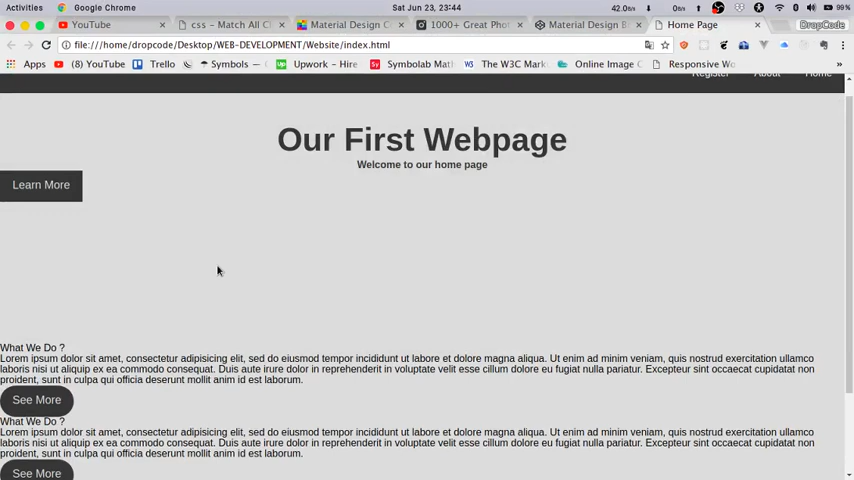 Activities Google Chrome Sat Jun 23, 23:44 42.0n/s 0n/s 99%
YouTube css - Match All C Material Design C 1000+ Great Phot Material Design B Home Page DropCode
file:///home/dropcode/Desktop/WEB-DEVELOPMENT/Website/index.html
Apps (8) YouTube Trello Symbols — Upwork - Hire Symbolab Mat The W3C Mark Online Image C Responsive Wo »
Register About Home
Our First Webpage
Welcome to our home page
Learn More
What We Do ?
Lorem ipsum dolor sit amet, consectetur adipisicing elit, sed do eiusmod tempor incididunt ut labore et dolore magna aliqua. Ut enim ad minim veniam, quis nostrud exercitation ullamco
laboris nisi ut aliquip ex ea commodo consequat. Duis aute irure dolor in reprehenderit in voluptate velit esse cillum dolore eu fugiat nulla pariatur. Excepteur sint occaecat cupidatat non
proident, sunt in culpa qui officia deserunt mollit anim id est laborum.
See More
What We Do ?
Lorem ipsum dolor sit amet, consectetur adipisicing elit, sed do eiusmod tempor incididunt ut labore et dolore magna aliqua. Ut enim ad minim veniam, quis nostrud exercitation ullamco
laboris nisi ut aliquip ex ea commodo consequat. Duis aute irure dolor in reprehenderit in voluptate velit esse cillum dolore eu fugiat nulla pariatur. Excepteur sint occaecat cupidatat non
proident, sunt in culpa qui officia deserunt mollit anim id est laborum.
See More